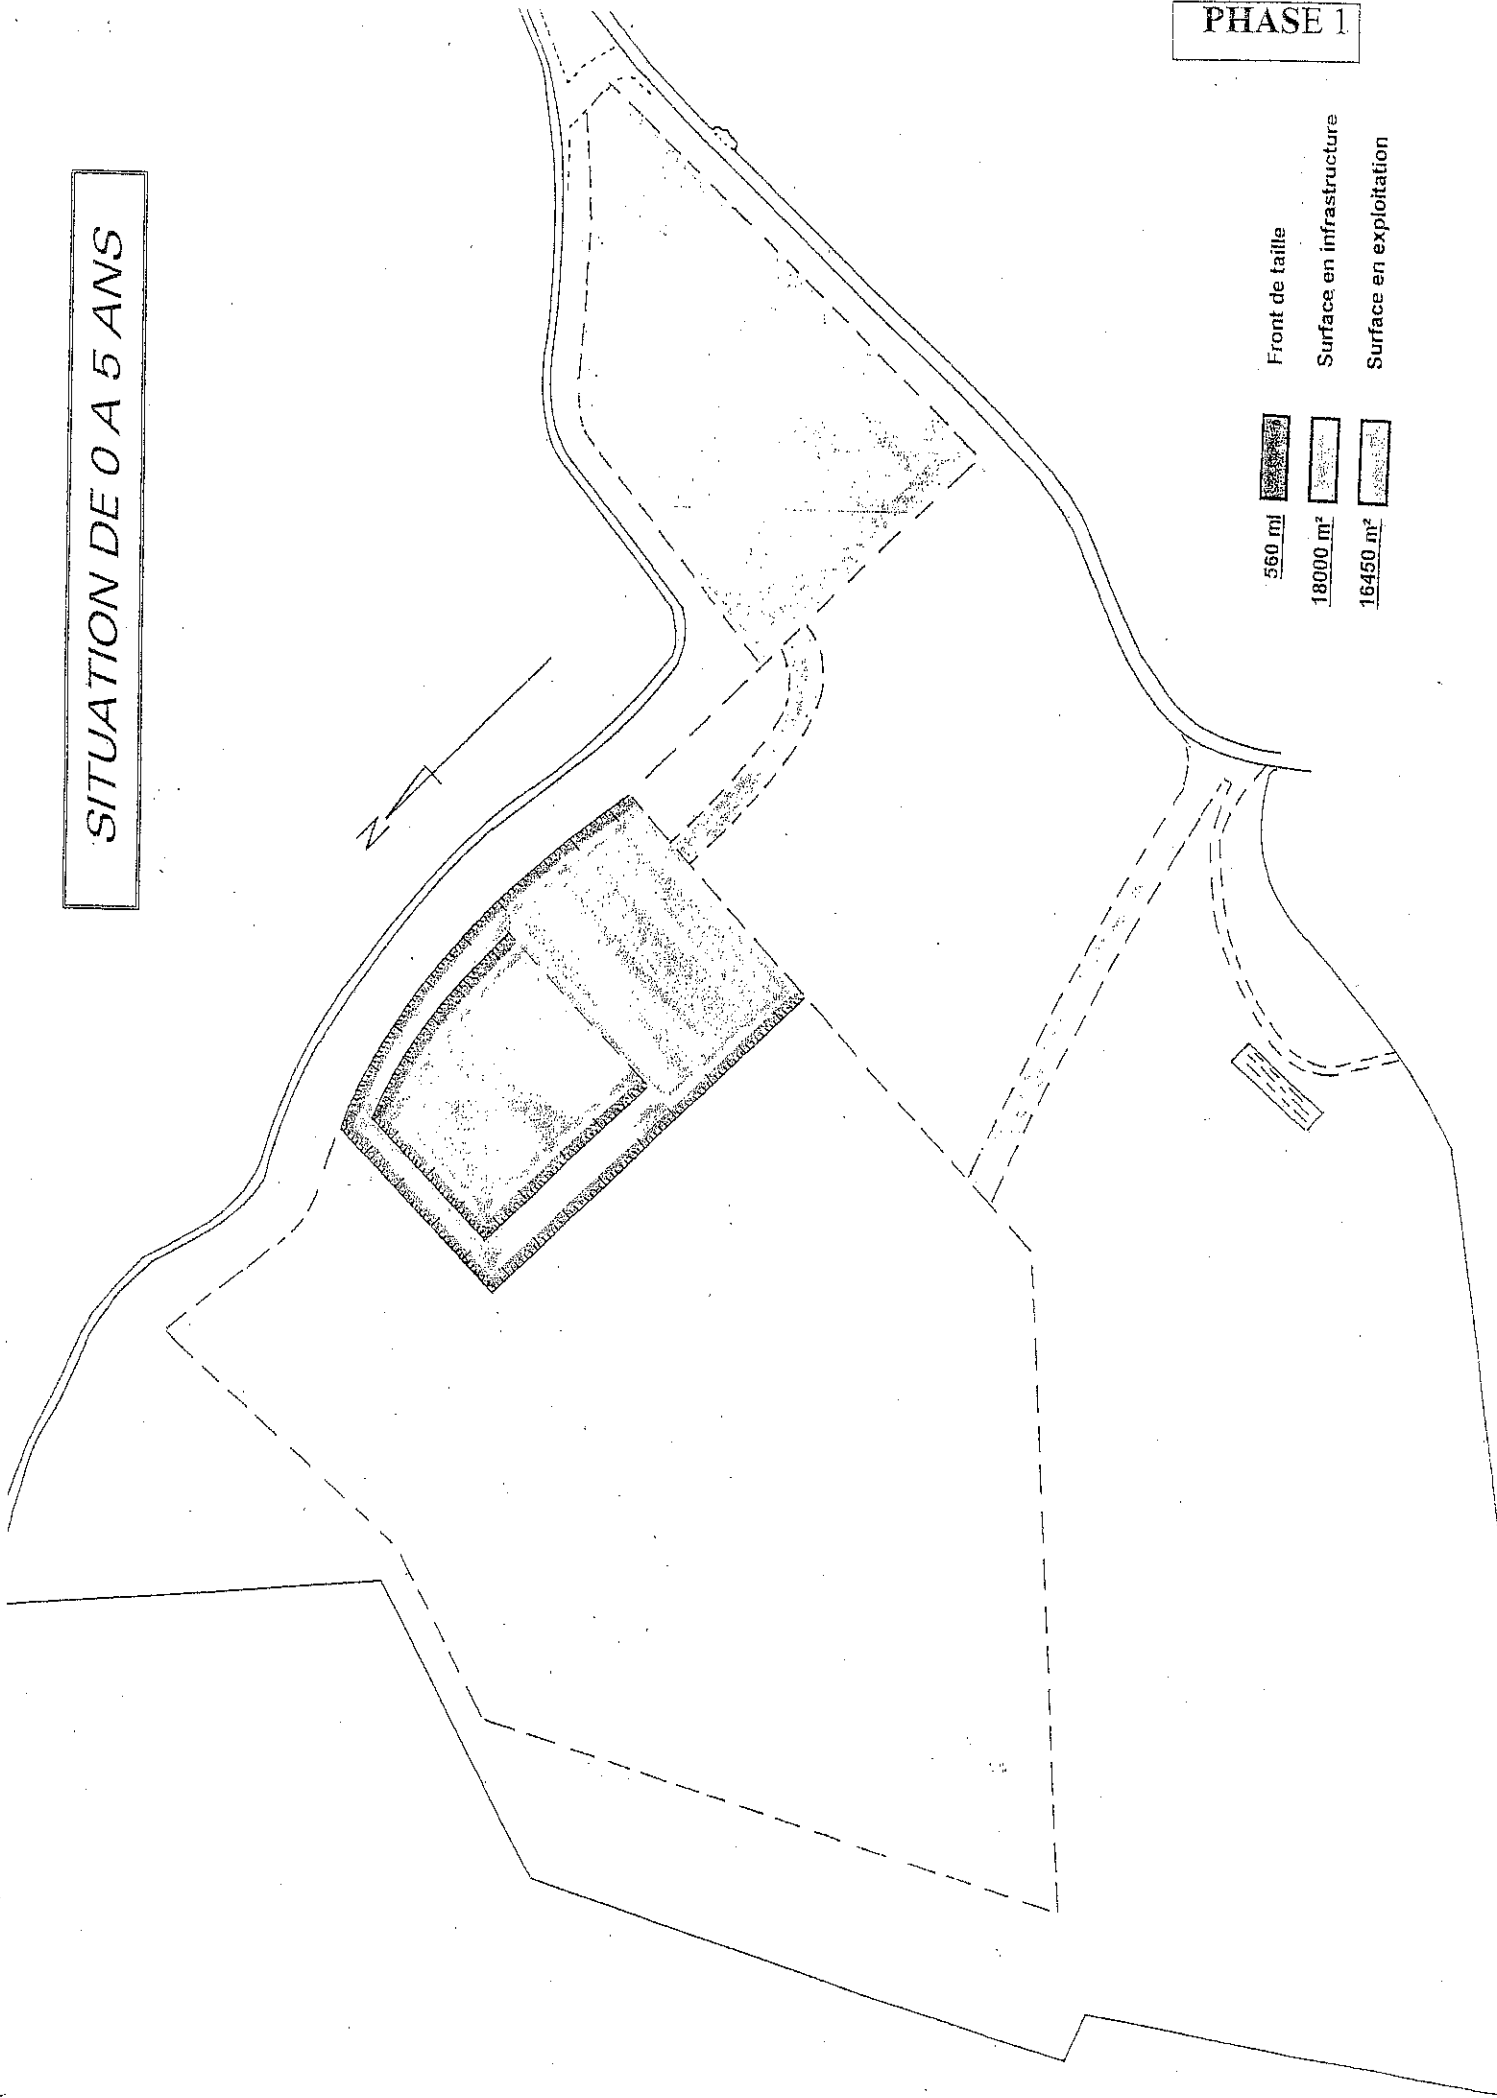 PHASE 1
SITUATION DE 0 A 5 ANS
N
560 ml Front de taille
18000 m² Surface en infrastructure
16450 m² Surface en exploitation